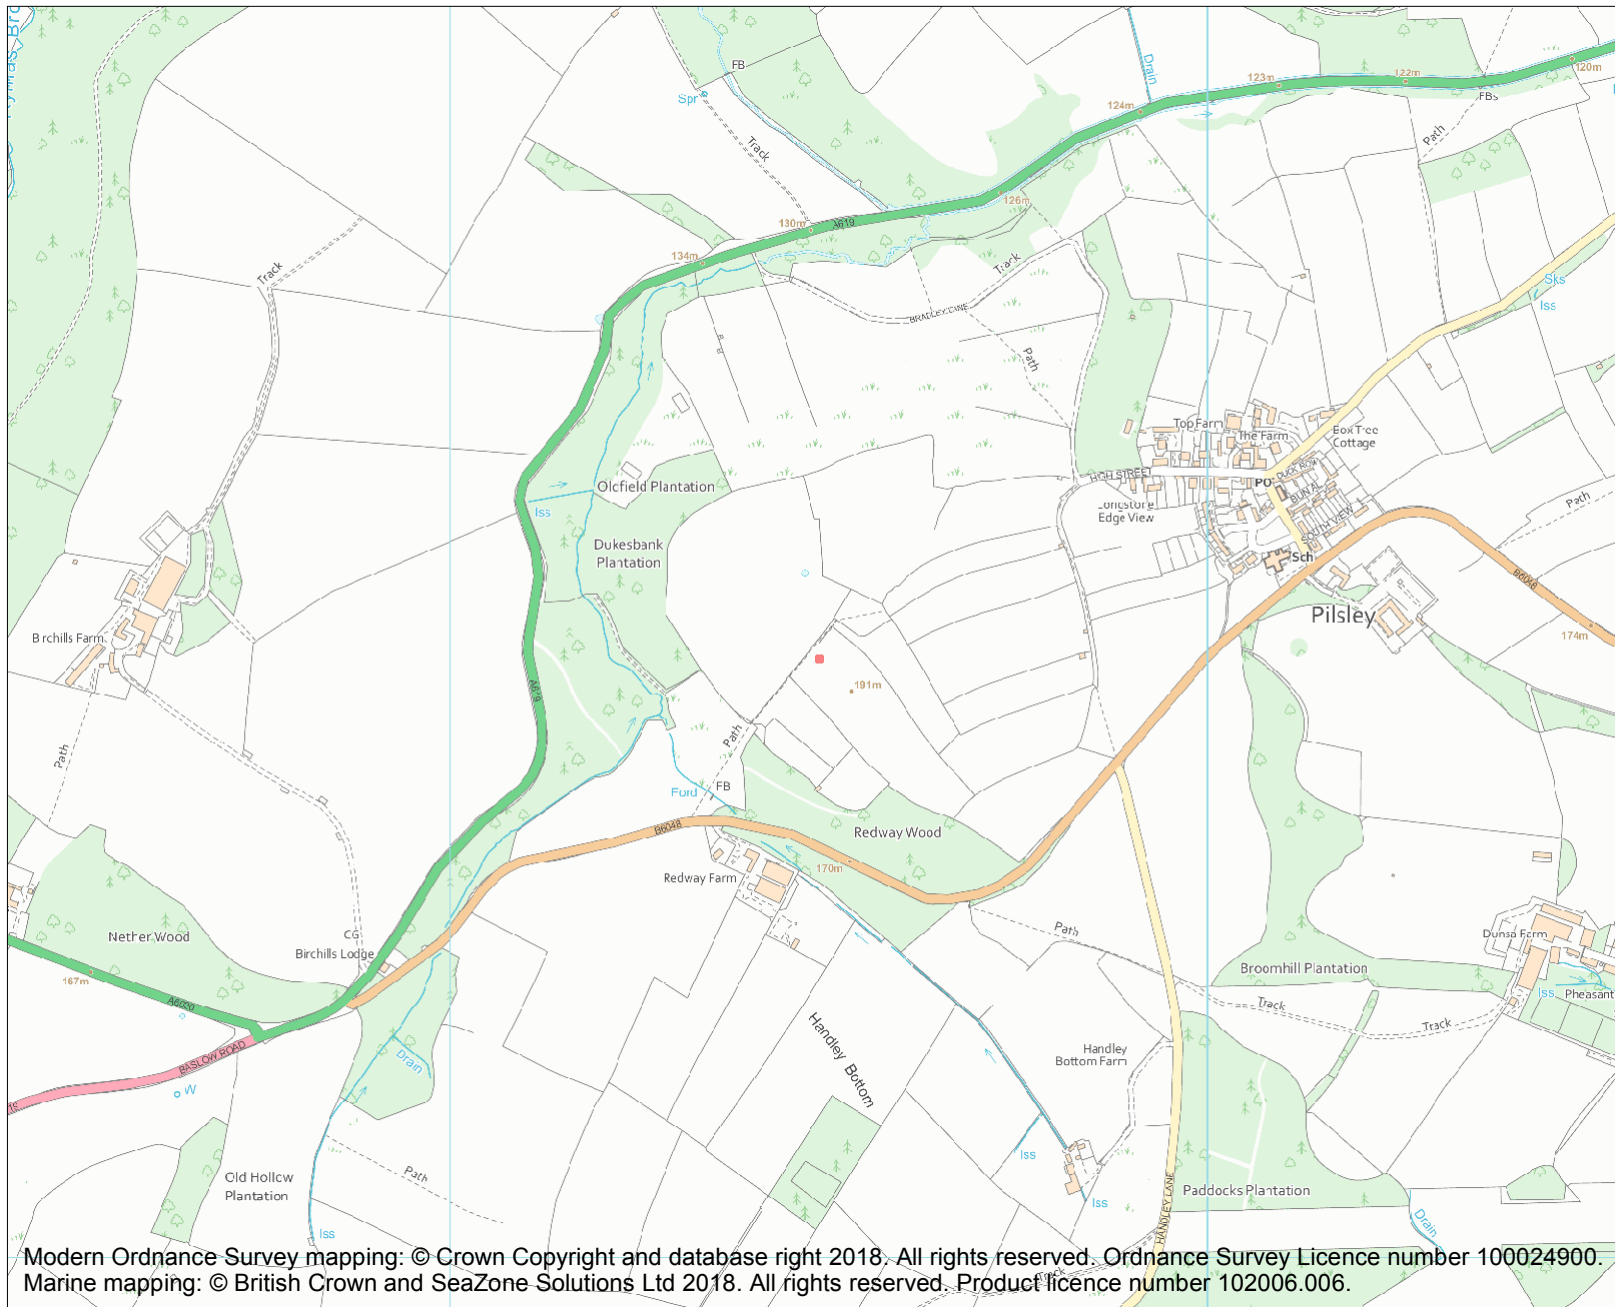 FB
Spr
Track
Drain
124m
123m
122m
120m
FBs
Path
126m
130m
A619
134m
Track
Track
BRADLEY LANE
Path
Sks
Iss
Top Farm
The Farm
Box Tree
Cottage
HIGH STREET
PO
DUCK ROW
Longstone
Edge View
SOUTH VIEW
Sch
Path
B6048
Pilsley
174m
Oldfield Plantation
Iss
Dukesbank
Plantation
Birchills Farm
A619
191m
Path
Path
Ford
FB
B6048
Redway Wood
170m
Redway Farm
Nether Wood
CG
Birchills Lodge
167m
A6020
BASLOW ROAD
W
Drain
Path
Dunsa Farm
Broomhill Plantation
Iss
Pheasant
Track
Track
Handley Bottom
Handley
Bottom Farm
Old Hollow
Plantation
Path
Iss
Iss
Iss
Paddocks Plantation
HANDLEY LANE
Drain
Track
Modern Ordnance Survey mapping: © Crown Copyright and database right 2018. All rights reserved. Ordnance Survey Licence number 100024900.
Marine mapping: © British Crown and SeaZone Solutions Ltd 2018. All rights reserved. Product licence number 102006.006.